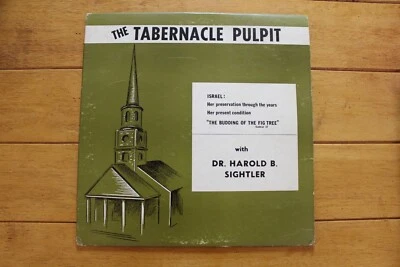 THE TABERNACLE PULPIT
ISRAEL:
Her preservation through the years
Her present condition
"THE BUDDING OF THE FIG TREE"
with
DR. HAROLD B.
SIGHTLER